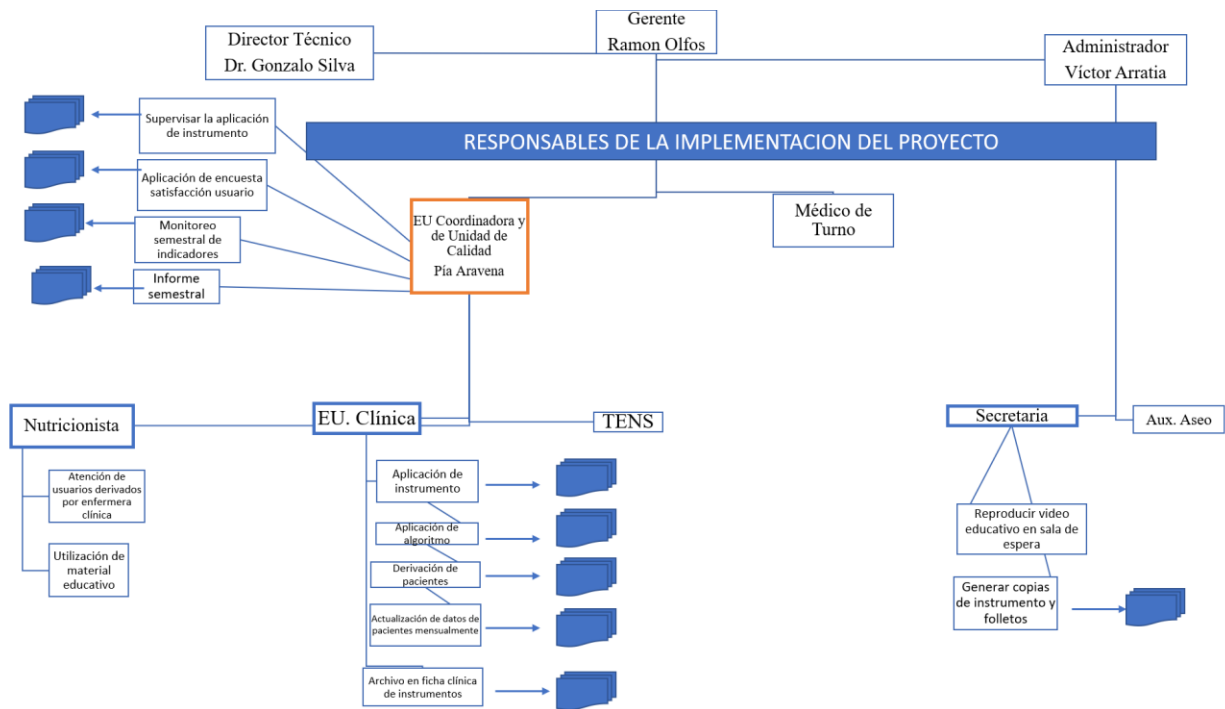 Gerente
Ramon Olfos
Director Técnico
Dr. Gonzalo Silva
Administrador
Víctor Arratia
Supervisar la aplicación
de instrumento
RESPONSABLES DE LA IMPLEMENTACION DEL PROYECTO
Aplicación de encuesta
satisfacción usuario
Monitoreo
semestral de
indicadores
Informe
semestral
EU Coordinadora y
de Unidad de
Calidad
Pía Aravena
Médico de
Turno
Nutricionista
EU. Clínica
TENS
Secretaria
Aux. Aseo
Atención de
usuarios derivados
por enfermera
clínica
Utilización de
material
educativo
Aplicación de
instrumento
Aplicación de
algoritmo
Derivación de
pacientes
Actualización de datos de
pacientes mensualmente
Archivo en ficha clínica
de instrumentos
Reproducir video
educativo en sala de
espera
Generar copias
de instrumento y
folletos